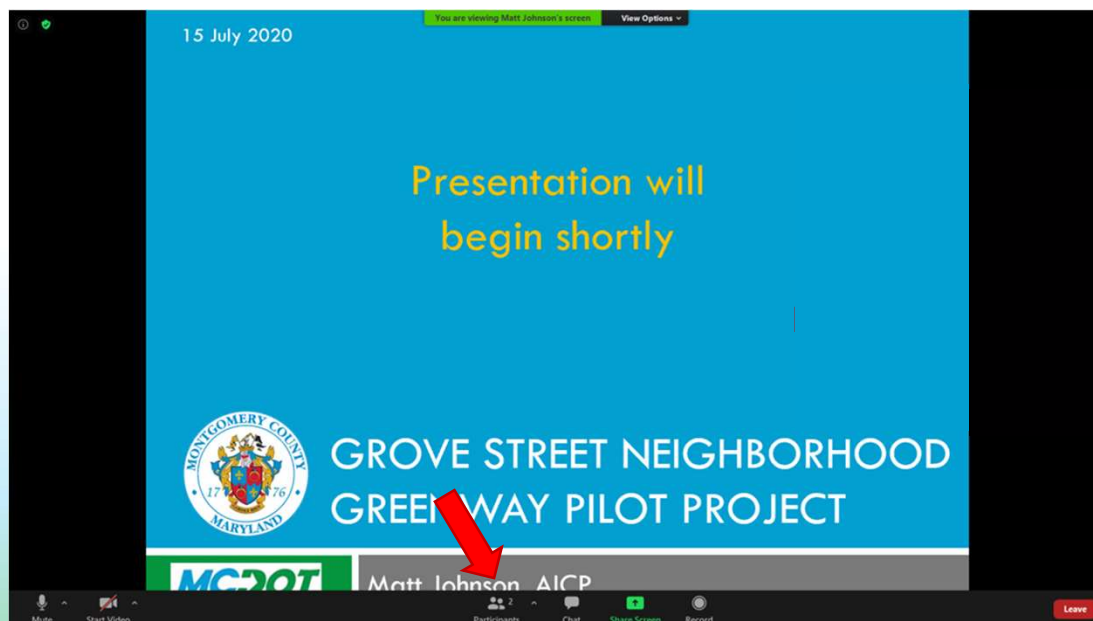 You are viewing Matt Johnson's screen
View Options
15 July 2020
Presentation will
begin shortly
MONTGOMERY COUNTY
17 76
MARYLAND
GROVE STREET NEIGHBORHOOD
GREENWAY PILOT PROJECT
MCDOT
Matt Johnson, AICP
Mute
Start Video
2
Participants
Chat
Share Screen
Record
Leave